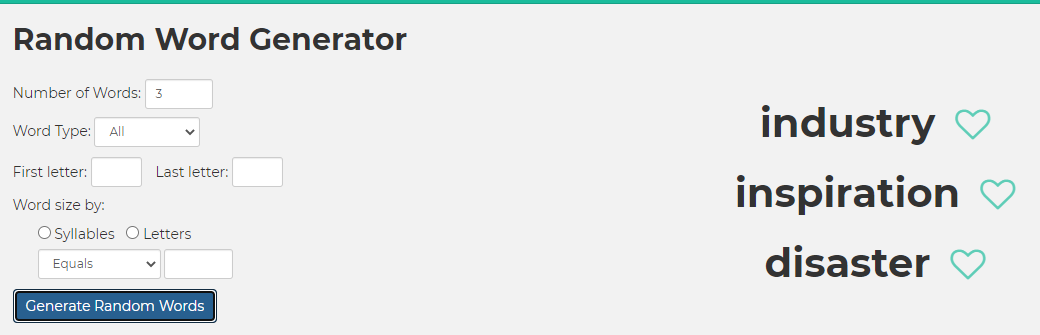 Random Word Generator
Number of Words: 3
Word Type: All
First letter: Last letter:
Word size by:
Syllables Letters
Equals
Generate Random Words
industry
inspiration
disaster